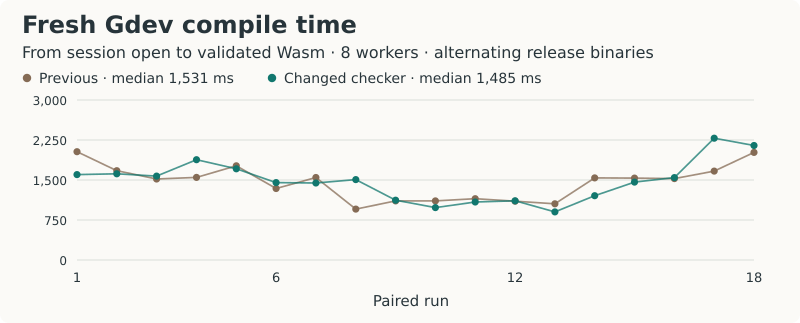 Fresh Gdev compile time
From session open to validated Wasm · 8 workers · alternating release binaries
Previous · median 1,531 ms
Changed checker · median 1,485 ms
3,000
2,250
1,500
750
0
1
6
12
18
Paired run